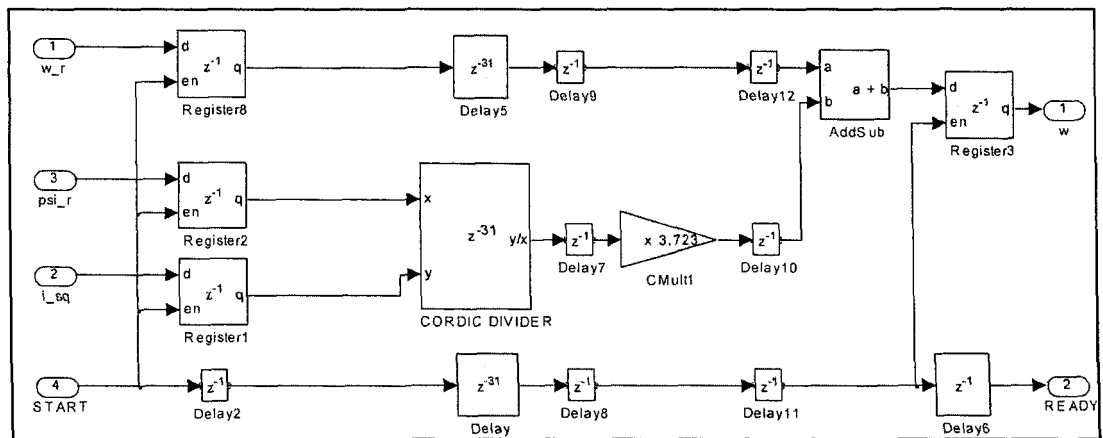 1
w_r
d
en
z-1
q
Register8
z-31
Delay5
z-1
Delay9
z-1
Delay12
a
b
a + b
AddSub
d
en
z-1
q
Register3
1
w
3
psi_r
d
en
z-1
q
Register2
2
i_sq
d
en
z-1
q
Register1
x
y
z-31
y/x
CORDIC DIVIDER
z-1
Delay7
x 3.723
CMult1
z-1
Delay10
4
START
z-1
Delay2
z-31
Delay
z-1
Delay8
z-1
Delay11
z-1
Delay6
2
READY